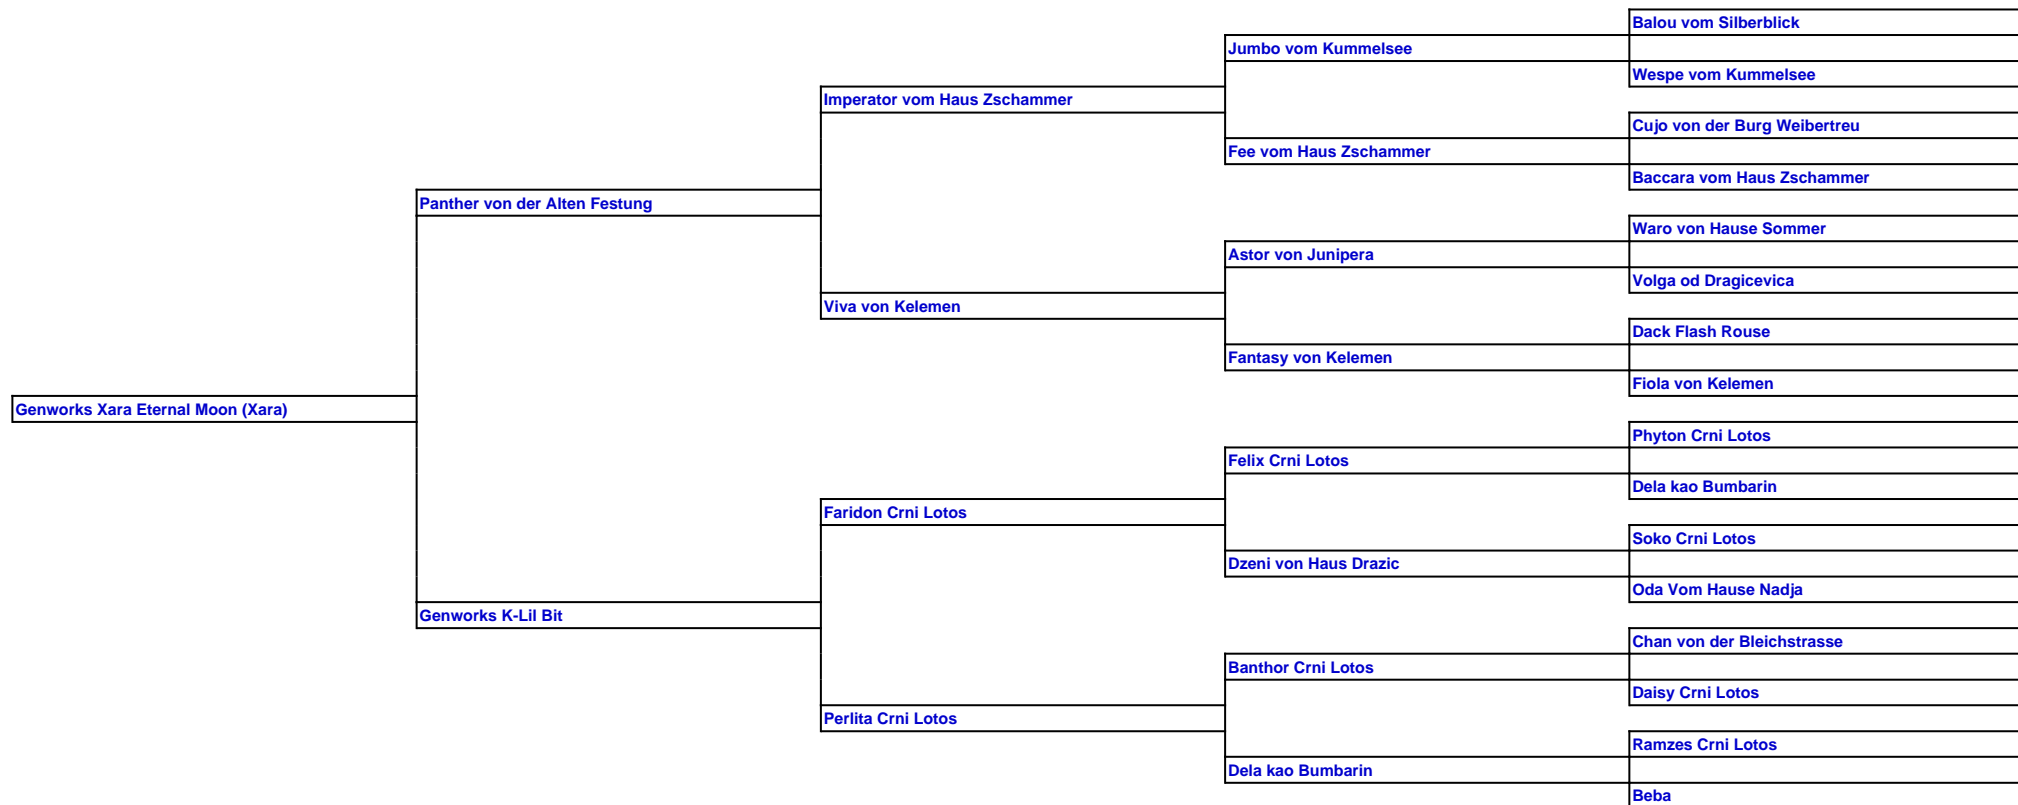 Balou vom Silberblick
Jumbo vom Kummelsee
Wespe vom Kummelsee
Imperator vom Haus Zschammer
Cujo von der Burg Weibertreu
Fee vom Haus Zschammer
Baccara vom Haus Zschammer
Panther von der Alten Festung
Waro von Hause Sommer
Astor von Junipera
Volga od Dragicevica
Viva von Kelemen
Dack Flash Rouse
Fantasy von Kelemen
Fiola von Kelemen
Genworks Xara Eternal Moon (Xara)
Phyton Crni Lotos
Felix Crni Lotos
Dela kao Bumbarin
Faridon Crni Lotos
Soko Crni Lotos
Dzeni von Haus Drazic
Oda Vom Hause Nadja
Genworks K-Lil Bit
Chan von der Bleichstrasse
Banthor Crni Lotos
Daisy Crni Lotos
Perlita Crni Lotos
Ramzes Crni Lotos
Dela kao Bumbarin
Beba